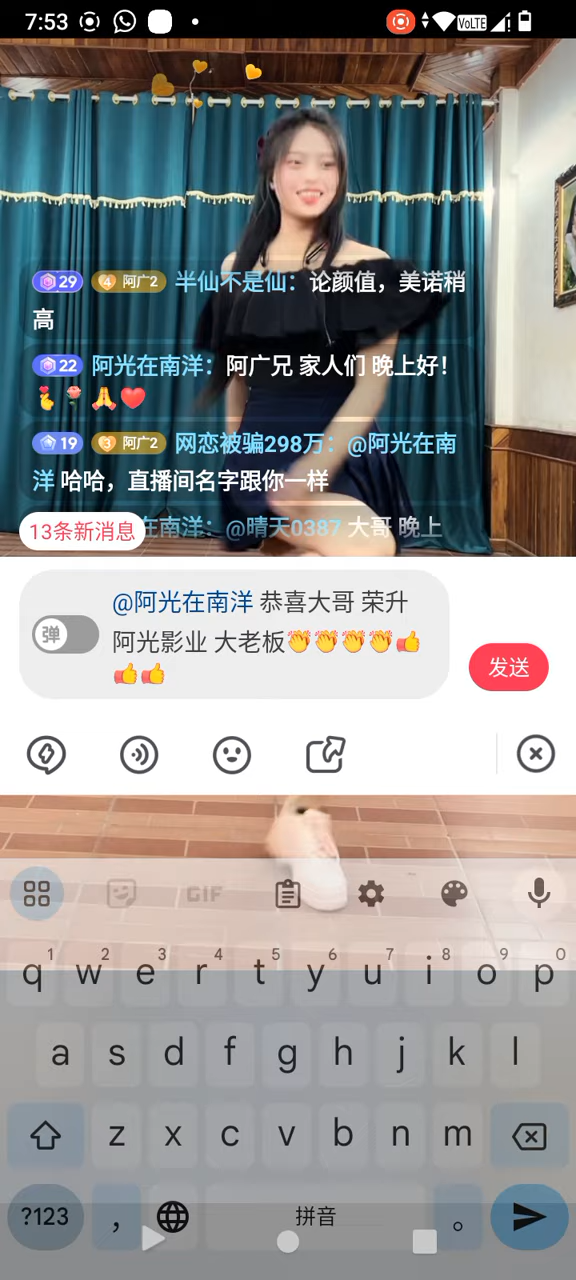 7:53 VoLTE
29 4 阿广2 半仙不是仙：论颜值，美诺稍
高
22 阿光在南洋：阿广兄 家人们 晚上好！
19 3 阿广2 网恋被骗298万：@阿光在南
洋 哈哈，直播间名字跟你一样
13条新消息 在南洋：@晴天0387 大哥 晚上
@阿光在南洋 恭喜大哥 荣升
弹 阿光影业 大老板👏👏👏👏👍
👍👍
发送
GIF
1 2 3 4 5 6 7 8 9 0
q w e r t y u i o p
a s d f g h j k l
z x c v b n m
?123 , 拼音 。